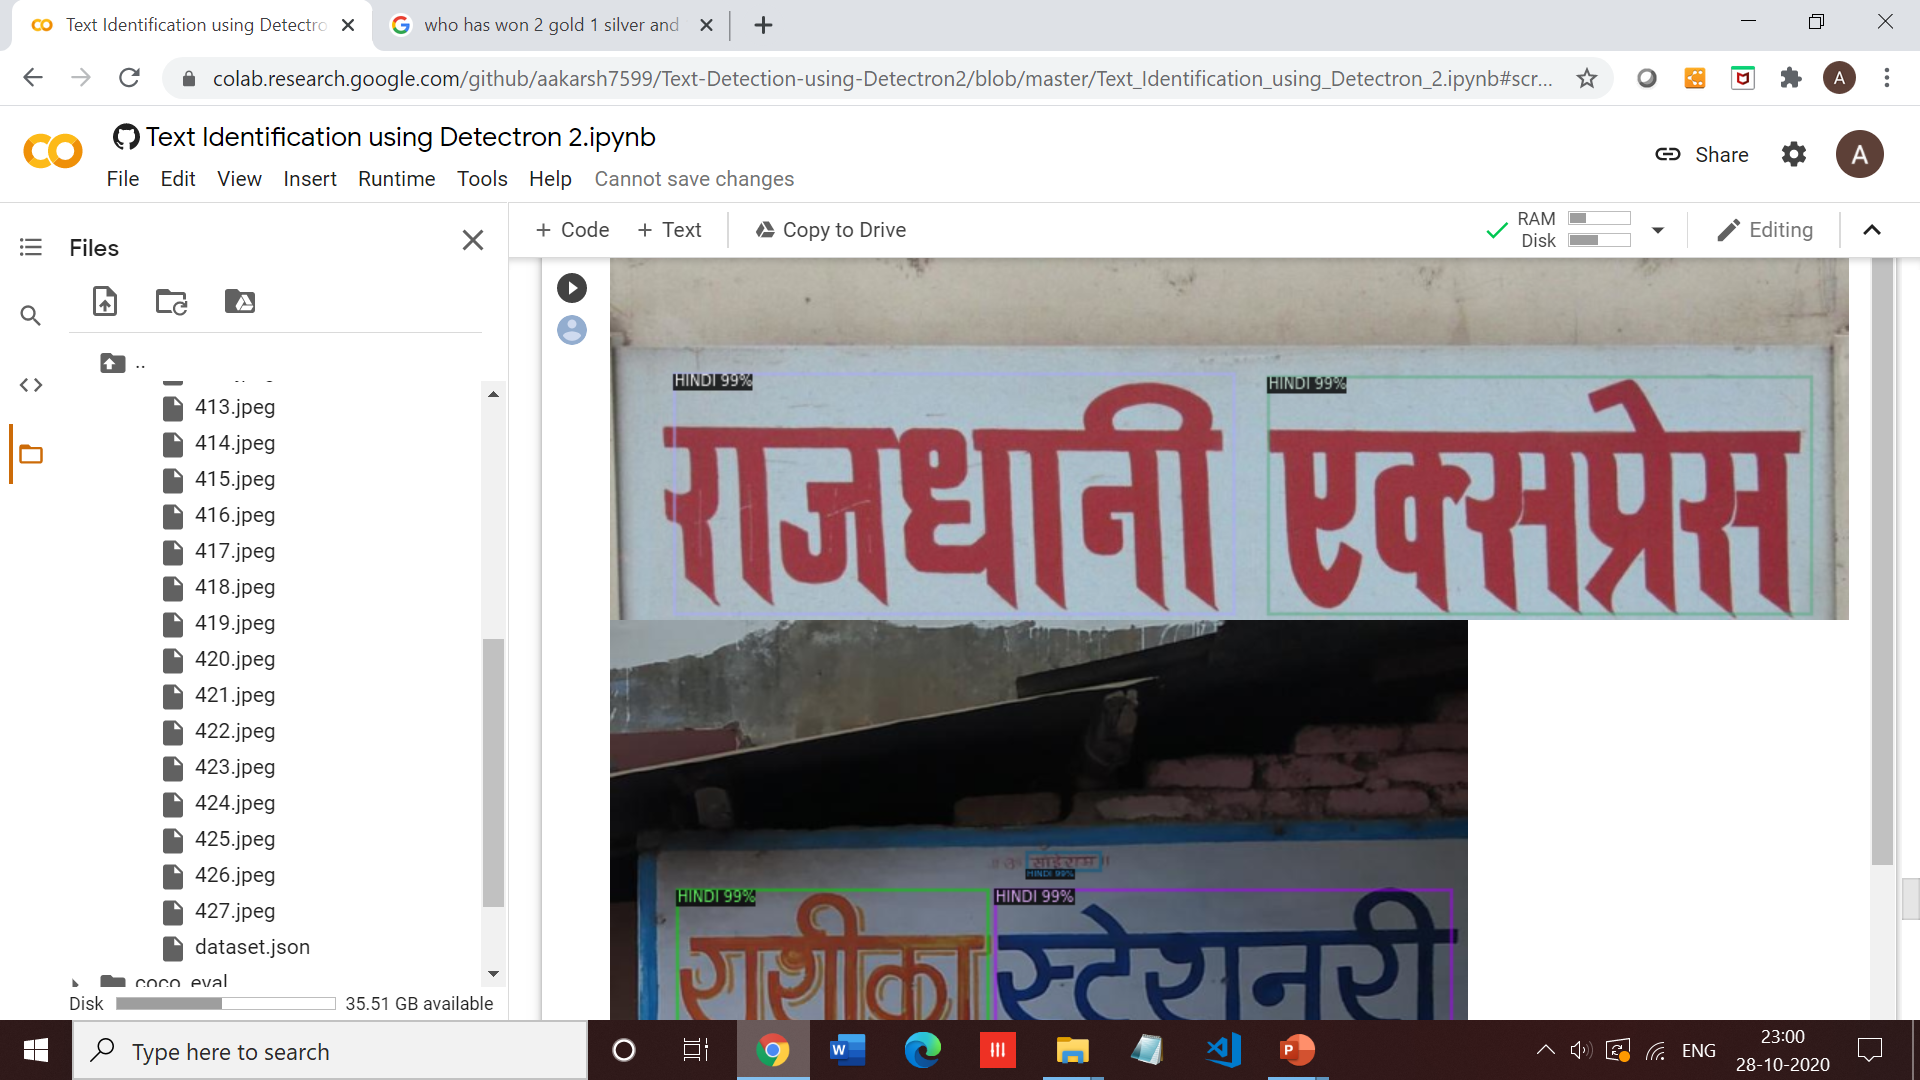 Text Identification using Detectro
who has won 2 gold 1 silver and
colab.research.google.com/github/aakarsh7599/Text-Detection-using-Detectron2/blob/master/Text_Identification_using_Detectron_2.ipynb#scr...
A
Text Identification using Detectron 2.ipynb
Share
A
File Edit View Insert Runtime Tools Help Cannot save changes
Files
+ Code + Text Copy to Drive
RAM
Disk
Editing
..
413.jpeg
414.jpeg
415.jpeg
416.jpeg
417.jpeg
418.jpeg
419.jpeg
420.jpeg
421.jpeg
422.jpeg
423.jpeg
424.jpeg
425.jpeg
426.jpeg
427.jpeg
dataset.json
coco_eval
Disk 35.51 GB available
HINDI 99% HINDI 99%
राजधानी एक्सप्रेस
साईराम
HINDI 99%
HINDI 99% HINDI 99%
राशीका स्टेशनरी
Type here to search
ENG
23:00
28-10-2020